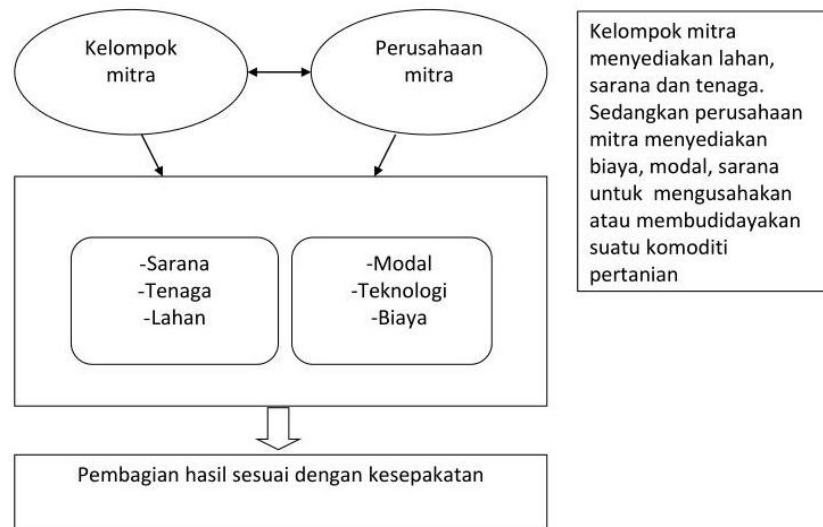 Kelompok
mitra
Perusahaan
mitra
-Sarana
-Tenaga
-Lahan
-Modal
-Teknologi
-Biaya
Pembagian hasil sesuai dengan kesepakatan
Kelompok mitra
menyediakan lahan,
sarana dan tenaga.
Sedangkan perusahaan
mitra menyediakan
biaya, modal, sarana
untuk mengusahakan
atau membudidayakan
suatu komoditi
pertanian